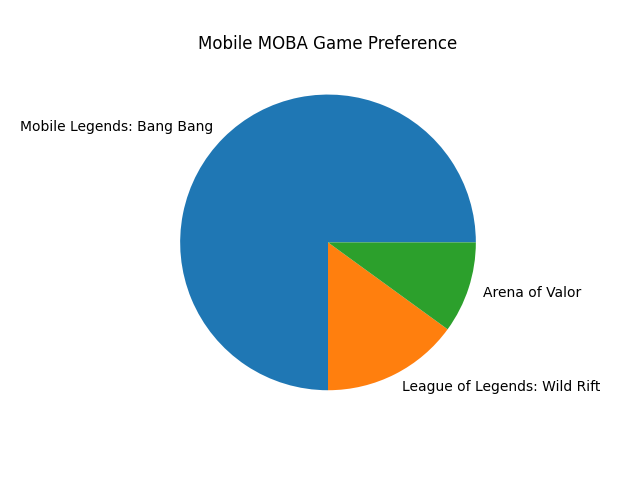 Mobile MOBA Game Preference
Mobile Legends: Bang Bang
Arena of Valor
League of Legends: Wild Rift